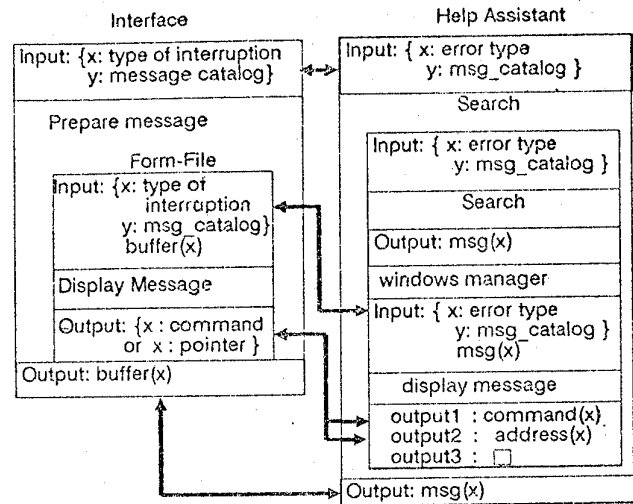 Interface
Input: {x: type of interruption
y: message catalog}
Prepare message
Form-File
Input: {x: type of
interruption
y: msg_catalog}
buffer(x)
Display Message
Output: {x : command
or x : pointer }
Output: buffer(x)
Help Assistant
Input: { x: error type
y: msg_catalog }
Search
Input: { x: error type
y: msg_catalog }
Search
Output: msg(x)
windows manager
Input: { x: error type
y: msg_catalog }
msg(x)
display message
output1 : command(x)
output2 : address(x)
output3 :
Output: msg(x)